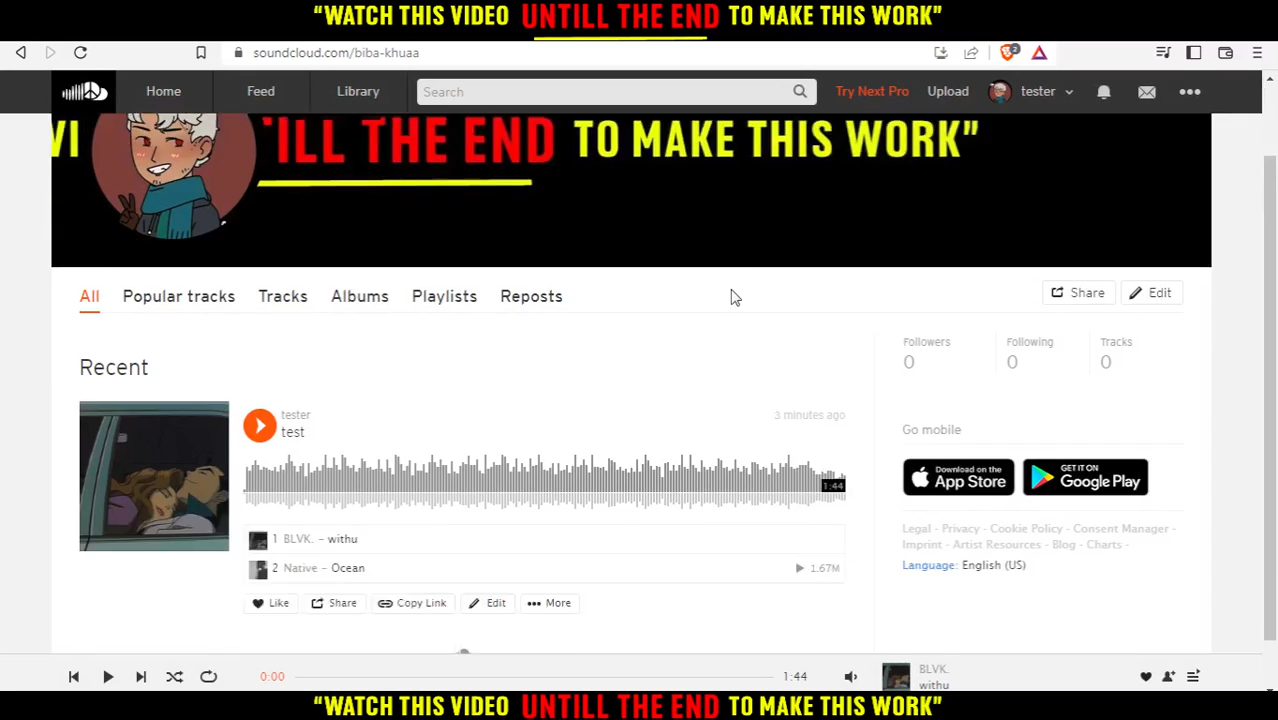 “WATCH THIS VIDEO UNTILL THE END TO MAKE THIS WORK”
soundcloud.com/biba-khuaa
2
Home Feed Library Search Try Next Pro Upload tester
VI TILL THE END TO MAKE THIS WORK”
All Popular tracks Tracks Albums Playlists Reposts Share Edit
Followers Following Tracks
0 0 0
Recent
tester 3 minutes ago
test
1:44
1 BLVK. - withu
2 Native - Ocean 1.67M
Like Share Copy Link Edit More
Go mobile
Download on the App Store GET IT ON Google Play
Legal - Privacy - Cookie Policy - Consent Manager -
Imprint - Artist Resources - Blog - Charts -
Language: English (US)
0:00 1:44 BLVK.
withu
“WATCH THIS VIDEO UNTILL THE END TO MAKE THIS WORK”